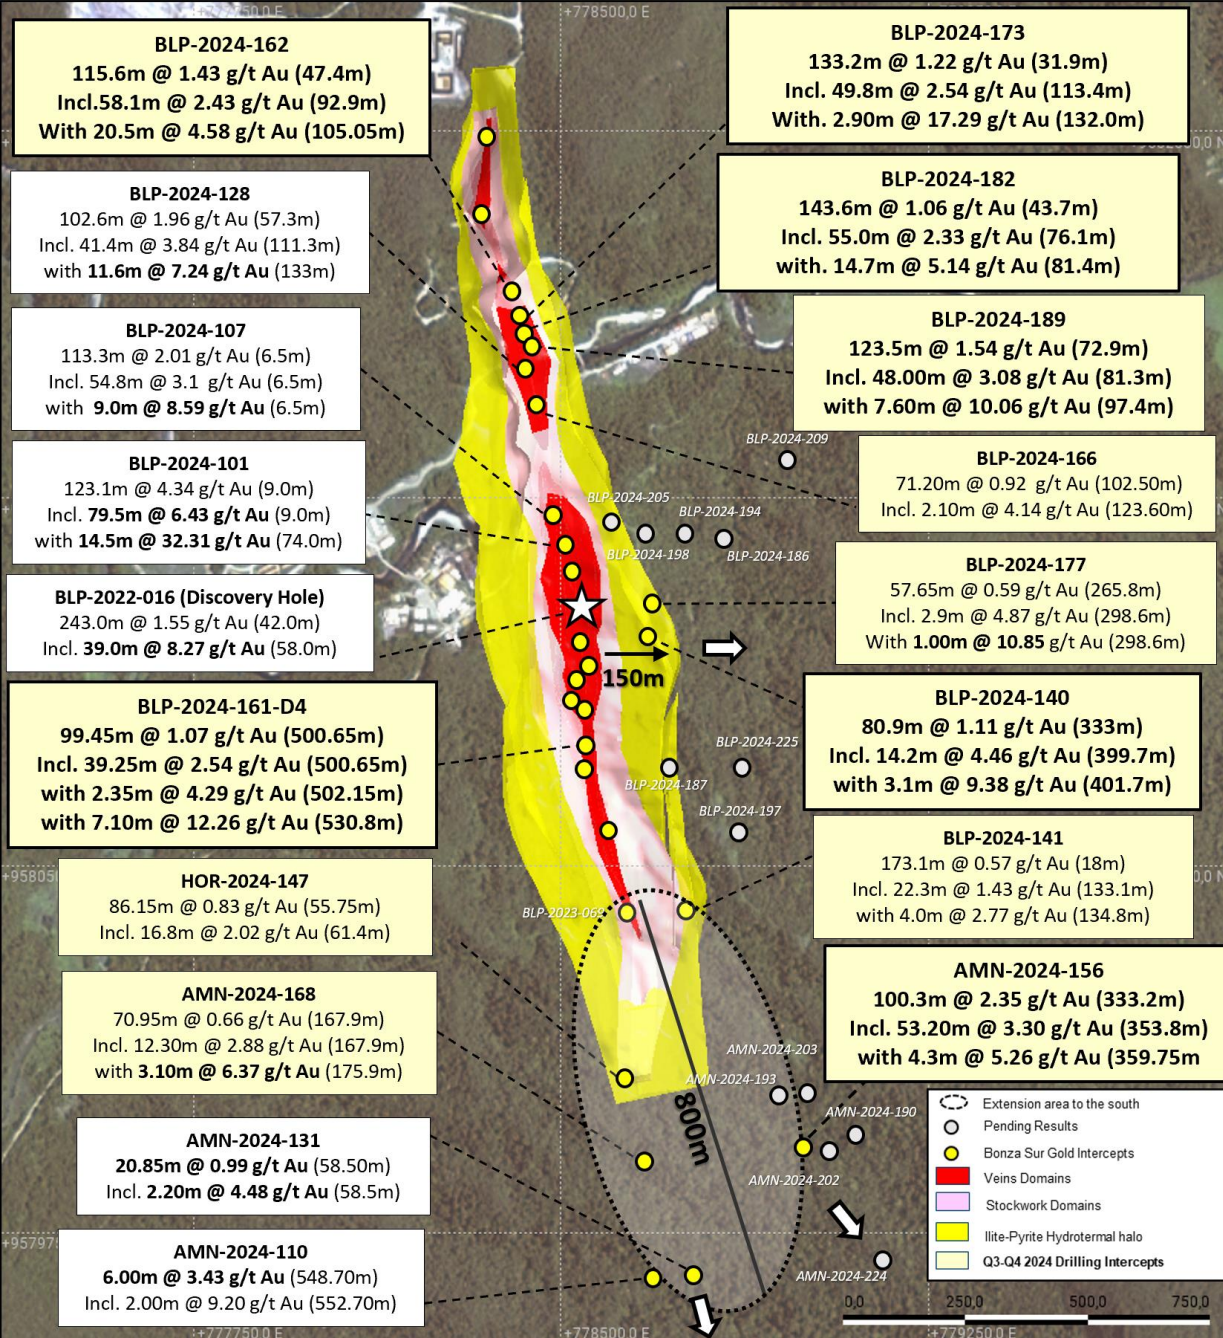 +777750.0 E
+778500,0 E
BLP-2024-162
115.6m @ 1.43 g/t Au (47.4m)
Incl.58.1m @ 2.43 g/t Au (92.9m)
With 20.5m @ 4.58 g/t Au (105.05m)
BLP-2024-173
133.2m @ 1.22 g/t Au (31.9m)
Incl. 49.8m @ 2.54 g/t Au (113.4m)
With. 2.90m @ 17.29 g/t Au (132.0m)
BLP-2024-128
102.6m @ 1.96 g/t Au (57.3m)
Incl. 41.4m @ 3.84 g/t Au (111.3m)
with 11.6m @ 7.24 g/t Au (133m)
BLP-2024-182
143.6m @ 1.06 g/t Au (43.7m)
Incl. 55.0m @ 2.33 g/t Au (76.1m)
with. 14.7m @ 5.14 g/t Au (81.4m)
BLP-2024-107
113.3m @ 2.01 g/t Au (6.5m)
Incl. 54.8m @ 3.1 g/t Au (6.5m)
with 9.0m @ 8.59 g/t Au (6.5m)
BLP-2024-189
123.5m @ 1.54 g/t Au (72.9m)
Incl. 48.00m @ 3.08 g/t Au (81.3m)
with 7.60m @ 10.06 g/t Au (97.4m)
BLP-2024-209
BLP-2024-101
123.1m @ 4.34 g/t Au (9.0m)
Incl. 79.5m @ 6.43 g/t Au (9.0m)
with 14.5m @ 32.31 g/t Au (74.0m)
BLP-2024-166
71.20m @ 0.92 g/t Au (102.50m)
Incl. 2.10m @ 4.14 g/t Au (123.60m)
BLP-2024-205
BLP-2024-194
BLP-2024-198
BLP-2024-186
BLP-2022-016 (Discovery Hole)
243.0m @ 1.55 g/t Au (42.0m)
Incl. 39.0m @ 8.27 g/t Au (58.0m)
BLP-2024-177
57.65m @ 0.59 g/t Au (265.8m)
Incl. 2.9m @ 4.87 g/t Au (298.6m)
With 1.00m @ 10.85 g/t Au (298.6m)
150m
BLP-2024-161-D4
99.45m @ 1.07 g/t Au (500.65m)
Incl. 39.25m @ 2.54 g/t Au (500.65m)
with 2.35m @ 4.29 g/t Au (502.15m)
with 7.10m @ 12.26 g/t Au (530.8m)
BLP-2024-140
80.9m @ 1.11 g/t Au (333m)
Incl. 14.2m @ 4.46 g/t Au (399.7m)
with 3.1m @ 9.38 g/t Au (401.7m)
BLP-2024-225
BLP-2024-187
BLP-2024-197
BLP-2024-141
173.1m @ 0.57 g/t Au (18m)
Incl. 22.3m @ 1.43 g/t Au (133.1m)
with 4.0m @ 2.77 g/t Au (134.8m)
+95805
0,0 N
HOR-2024-147
86.15m @ 0.83 g/t Au (55.75m)
Incl. 16.8m @ 2.02 g/t Au (61.4m)
BLP-2023-069
AMN-2024-156
100.3m @ 2.35 g/t Au (333.2m)
Incl. 53.20m @ 3.30 g/t Au (353.8m)
with 4.3m @ 5.26 g/t Au (359.75m
AMN-2024-168
70.95m @ 0.66 g/t Au (167.9m)
Incl. 12.30m @ 2.88 g/t Au (167.9m)
with 3.10m @ 6.37 g/t Au (175.9m)
AMN-2024-203
AMN-2024-193
AMN-2024-190
AMN-2024-202
800m
AMN-2024-131
20.85m @ 0.99 g/t Au (58.50m)
Incl. 2.20m @ 4.48 g/t Au (58.5m)
AMN-2024-110
6.00m @ 3.43 g/t Au (548.70m)
Incl. 2.00m @ 9.20 g/t Au (552.70m)
+957975
AMN-2024-224
Extension area to the south
Pending Results
Bonza Sur Gold Intercepts
Veins Domains
Stockwork Domains
Ilite-Pyrite Hydrotermal halo
Q3-Q4 2024 Drilling Intercepts
0,0 250,0 500,0 750,0
+777750.0 E
+778500.0 E
+779250.0 E